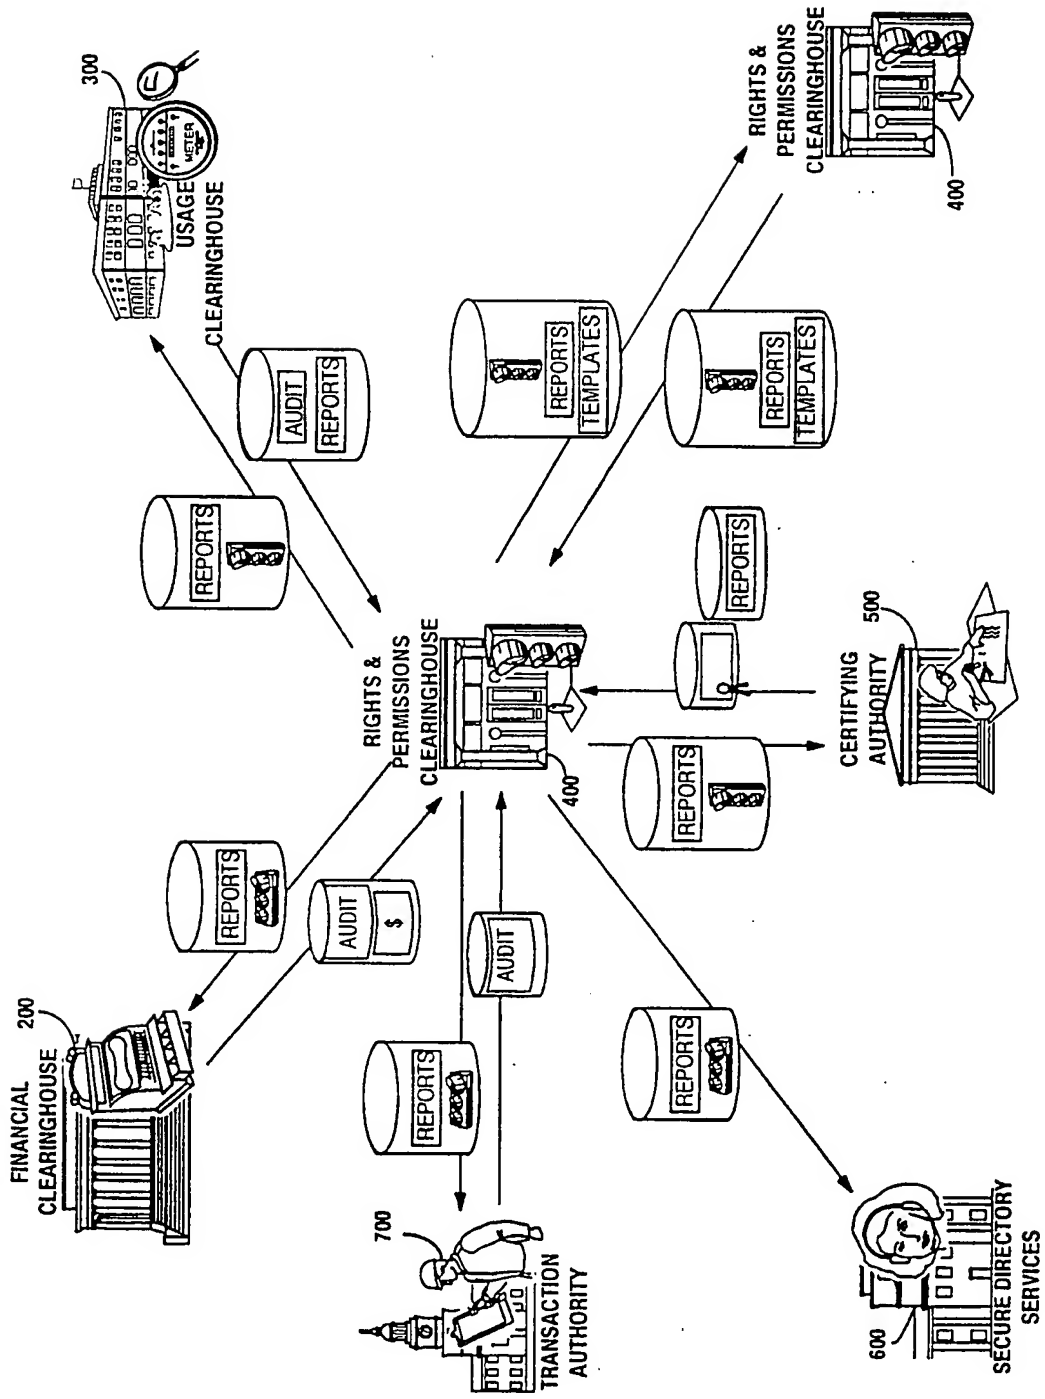 FINANCIAL
CLEARINGHOUSE
200
REPORTS
AUDIT
$
USAGE
CLEARINGHOUSE
300
METER
REPORTS
AUDIT
REPORTS
700
TRANSACTION
AUTHORITY
REPORTS
AUDIT
RIGHTS &
PERMISSIONS
CLEARINGHOUSE
400
REPORTS
TEMPLATES
REPORTS
TEMPLATES
RIGHTS &
PERMISSIONS
CLEARINGHOUSE
400
REPORTS
600
SECURE DIRECTORY
SERVICES
REPORTS
REPORTS
CERTIFYING
AUTHORITY
500